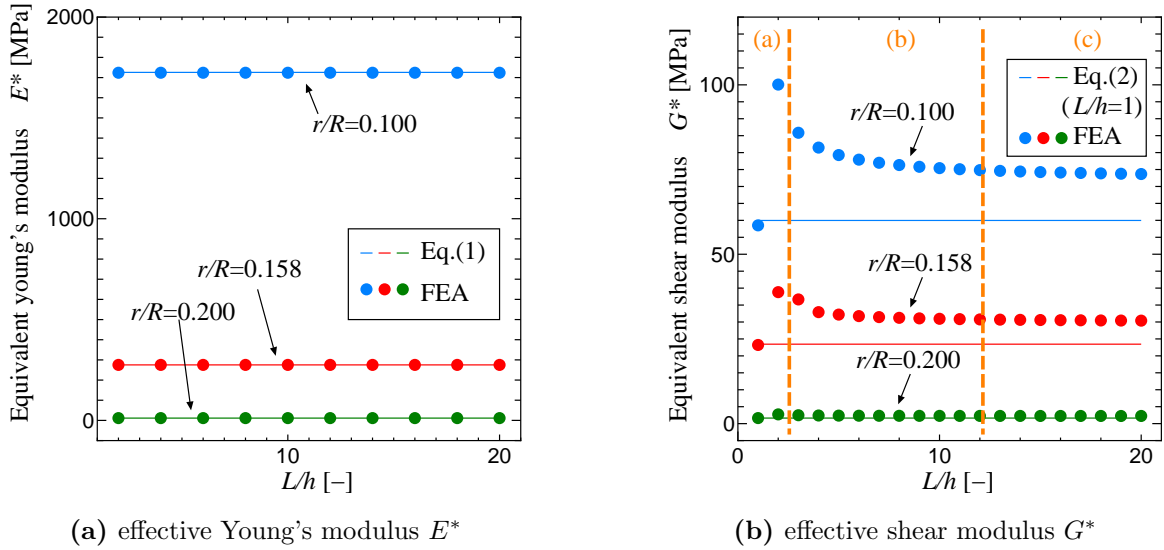 Equivalent young's modulus E* [MPa]
2000
1000
0
r/R=0.100
r/R=0.158
r/R=0.200
Eq.(1)
FEA
10
20
L/h [−]
(a) effective Young's modulus E*
Equivalent shear modulus G* [MPa]
100
50
0
(a)
(b)
(c)
Eq.(2)
(L/h=1)
FEA
r/R=0.100
r/R=0.158
r/R=0.200
0
10
20
L/h [−]
(b) effective shear modulus G*